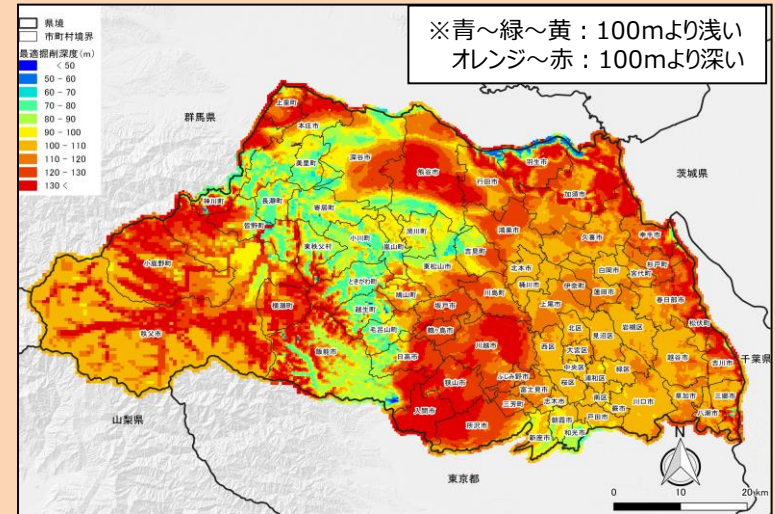 県境
市町村境界
最適掘削深度(m)
< 50
50 - 60
60 - 70
70 - 80
80 - 90
90 - 100
100 - 110
110 - 120
120 - 130
130 <
※青～緑～黄：100mより浅い
オレンジ～赤：100mより深い
群馬県
茨城県
千葉県
東京都
山梨県
上里町
本庄市
美里町
深谷市
熊谷市
行田市
羽生市
加須市
神川町
長瀞町
寄居町
皆野町
小川町
滑川町
嵐山町
吉見町
鴻巣市
久喜市
幸手市
杉戸町
宮代町
白岡市
小鹿野町
東秩父村
東松山市
北本市
桶川市
伊奈町
蓮田市
春日部市
ときがわ町
鳩山町
川島町
上尾市
松伏町
秩父市
横瀬町
越生町
毛呂山町
坂戸市
鶴ヶ島市
川越市
北区
見沼区
岩槻区
西区
大宮区
越谷市
吉川市
飯能市
日高市
中央区
緑区
狭山市
ふじみ野市
富士見市
桜区
浦和区
南区
川口市
草加市
三郷市
入間市
所沢市
三芳町
志木市
蕨市
戸田市
八潮市
朝霞市
新座市
和光市
N
0 10 20 km